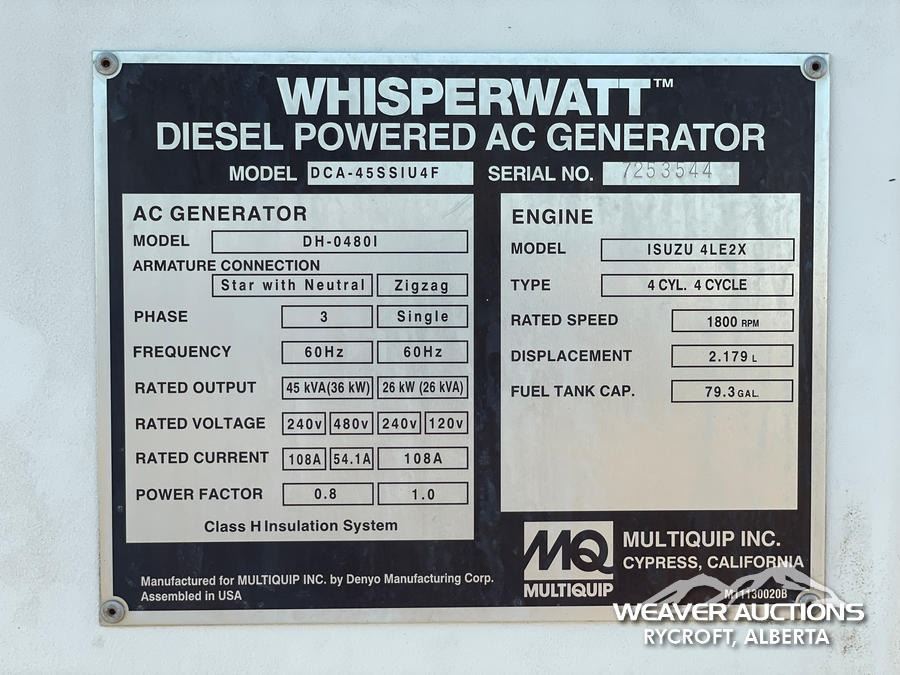 WHISPERWATT™
DIESEL POWERED AC GENERATOR
MODEL DCA-45SSIU4F SERIAL NO. 7253544
AC GENERATOR
MODEL DH-0480I
ARMATURE CONNECTION
Star with Neutral Zigzag
PHASE 3 Single
FREQUENCY 60Hz 60Hz
RATED OUTPUT 45 kVA(36 kW) 26 kW (26 kVA)
RATED VOLTAGE 240v 480v 240v 120v
RATED CURRENT 108A 54.1A 108A
POWER FACTOR 0.8 1.0
Class H Insulation System
ENGINE
MODEL ISUZU 4LE2X
TYPE 4 CYL. 4 CYCLE
RATED SPEED 1800 RPM
DISPLACEMENT 2.179 L
FUEL TANK CAP. 79.3 GAL.
Manufactured for MULTIQUIP INC. by Denyo Manufacturing Corp.
Assembled in USA
MQ
MULTIQUIP
MULTIQUIP INC.
CYPRESS, CALIFORNIA
M11130020B
WEAVER AUCTIONS
RYCROFT, ALBERTA